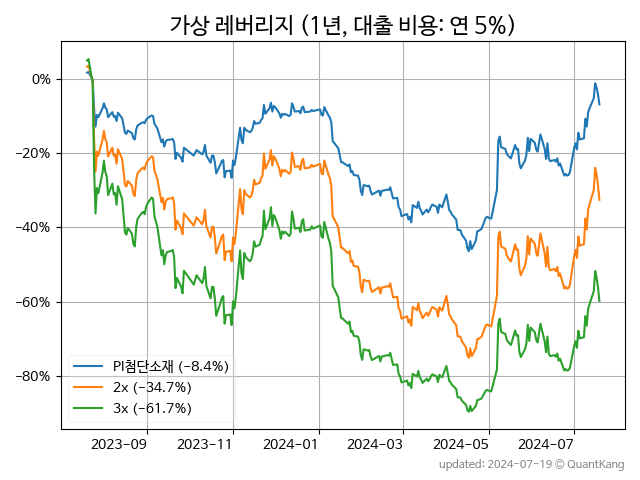 가상 레버리지 (1년, 대출 비용: 연 5%)
0%
−20%
−40%
−60%
−80%
PI첨단소재 (−8.4%)
2x (−34.7%)
3x (−61.7%)
2023−09 2023−11 2024−01 2024−03 2024−05 2024−07
updated: 2024−07−19 © QuantKang